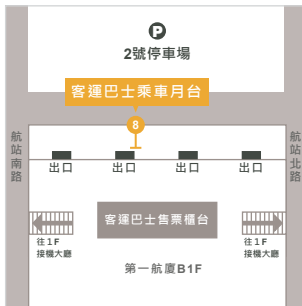 P
2號停車場
客運巴士乘車月台
8
航站南路
航站北路
出口
出口
出口
出口
客運巴士售票櫃台
往1F
接機大廳
往1F
接機大廳
第一航廈B1F